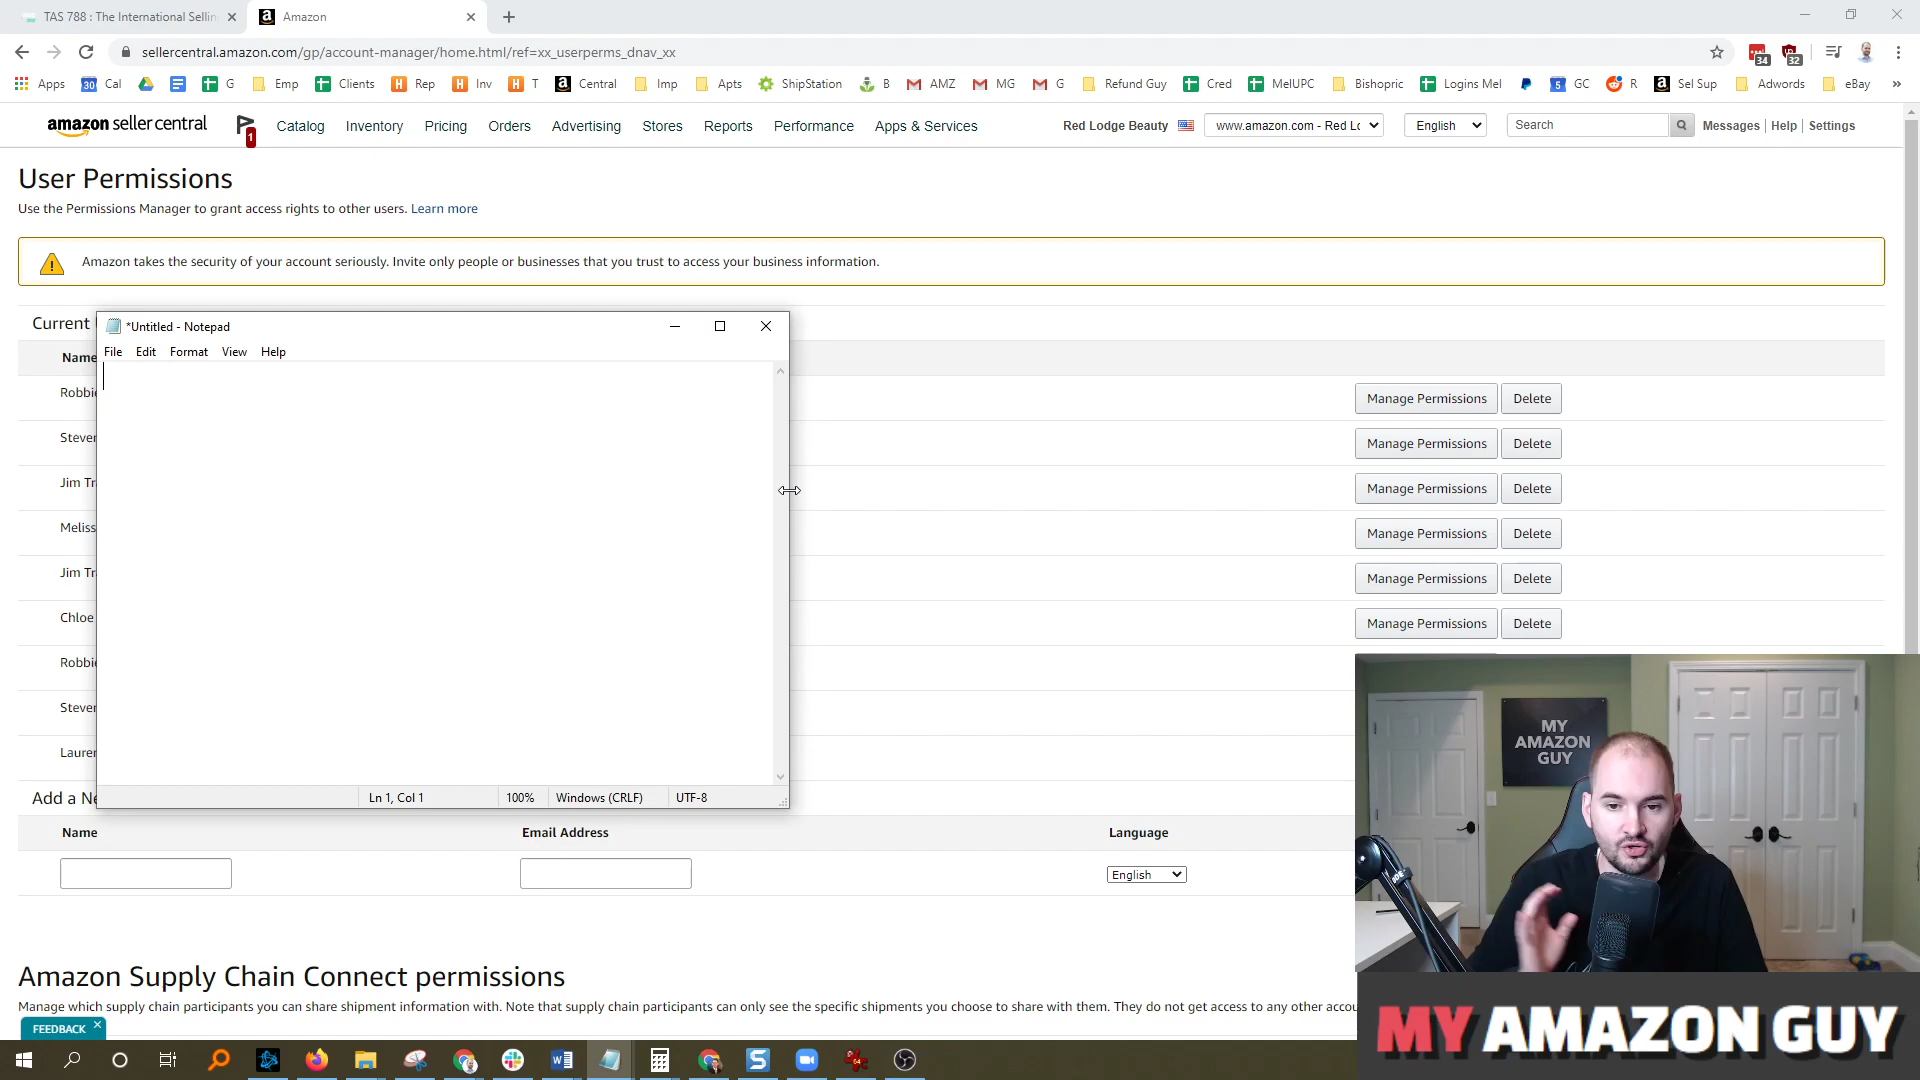 TAS 788 : The International Sellin
Amazon
sellercentral.amazon.com/gp/account-manager/home.html/ref=xx_userperms_dnav_xx
34
32
Apps
30
Cal
G
Emp
Clients
Rep
Inv
T
Central
Imp
Apts
ShipStation
B
AMZ
MG
G
Refund Guy
Cred
MelUPC
Bishopric
Logins Mel
GC
R
Sel Sup
Adwords
eBay
amazon seller central
1
Catalog
Inventory
Pricing
Orders
Advertising
Stores
Reports
Performance
Apps & Services
Red Lodge Beauty
www.amazon.com - Red Lo
English
Search
Messages
Help
Settings
User Permissions
Use the Permissions Manager to grant access rights to other users. Learn more
Amazon takes the security of your account seriously. Invite only people or businesses that you trust to access your business information.
Current
*Untitled - Notepad
File
Edit
Format
View
Help
Name
Manage Permissions
Delete
Manage Permissions
Delete
Jim
Manage Permissions
Delete
Manage Permissions
Delete
Jim
Manage Permissions
Delete
Chloe
Manage Permissions
Delete
Ln 1, Col 1
100%
Windows (CRLF)
UTF-8
Add a Ne
Name
Email Address
Language
English
MY
AMAZON
GUY
Amazon Supply Chain Connect permissions
Manage which supply chain participants you can share shipment information with. Note that supply chain participants can only see the specific shipments you choose to share with them. They do not get access to any other accou
FEEDBACK
MY AMAZON GUY